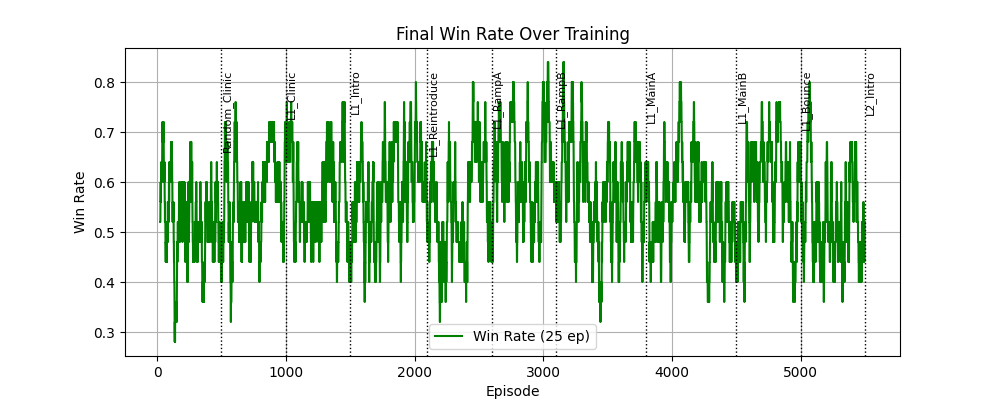 Final Win Rate Over Training
Win Rate
0.8
0.7
0.6
0.5
0.4
0.3
Random_Clinic
L1_Clinic
L1_Intro
L1_Reintroduce
L1_RampA
L1_RampB
L1_MainA
L1_MainB
L1_Bounce
L2_Intro
Win Rate (25 ep)
0
1000
2000
3000
4000
5000
Episode